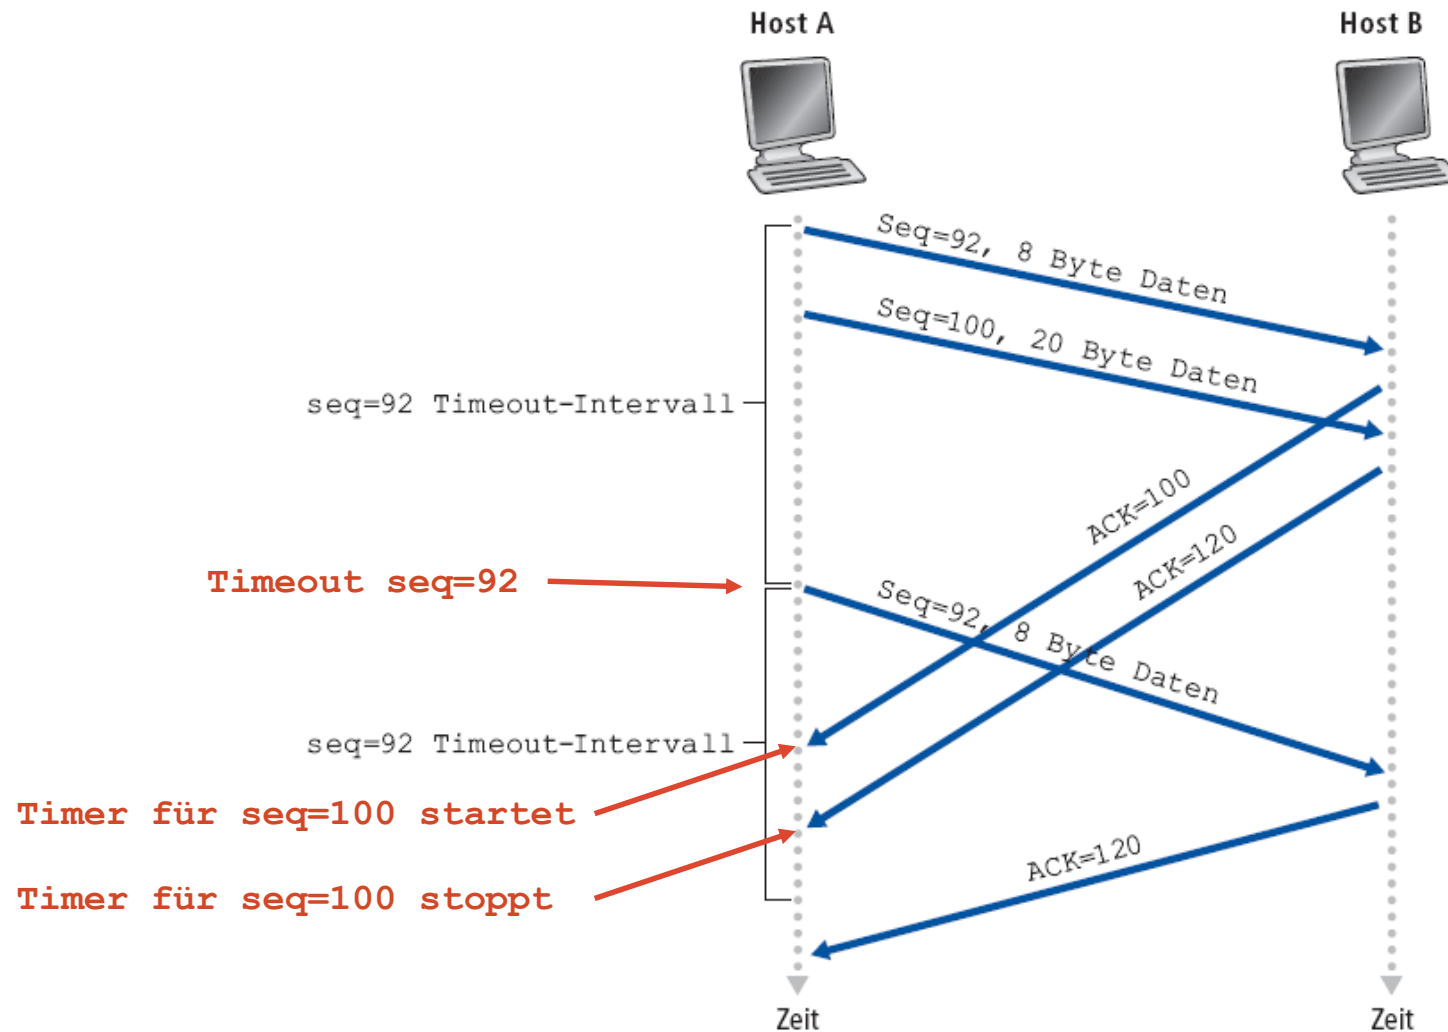 Host A
Host B
Seq=92, 8 Byte Daten
Seq=100, 20 Byte Daten
seq=92 Timeout-Intervall
ACK=100
ACK=120
Timeout seq=92
Seq=92, 8 Byte Daten
seq=92 Timeout-Intervall
Timer für seq=100 startet
ACK=120
Timer für seq=100 stoppt
Zeit
Zeit